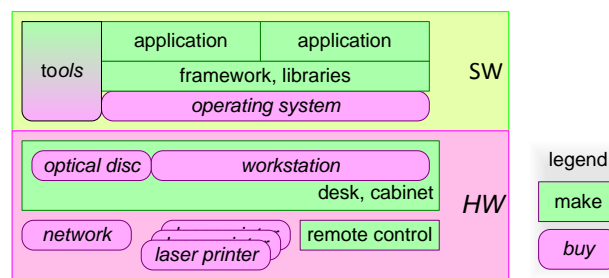 application application
tools
framework, libraries
SW
operating system
optical disc workstation
desk, cabinet
HW
network
remote control
laser printer
legend
make
buy